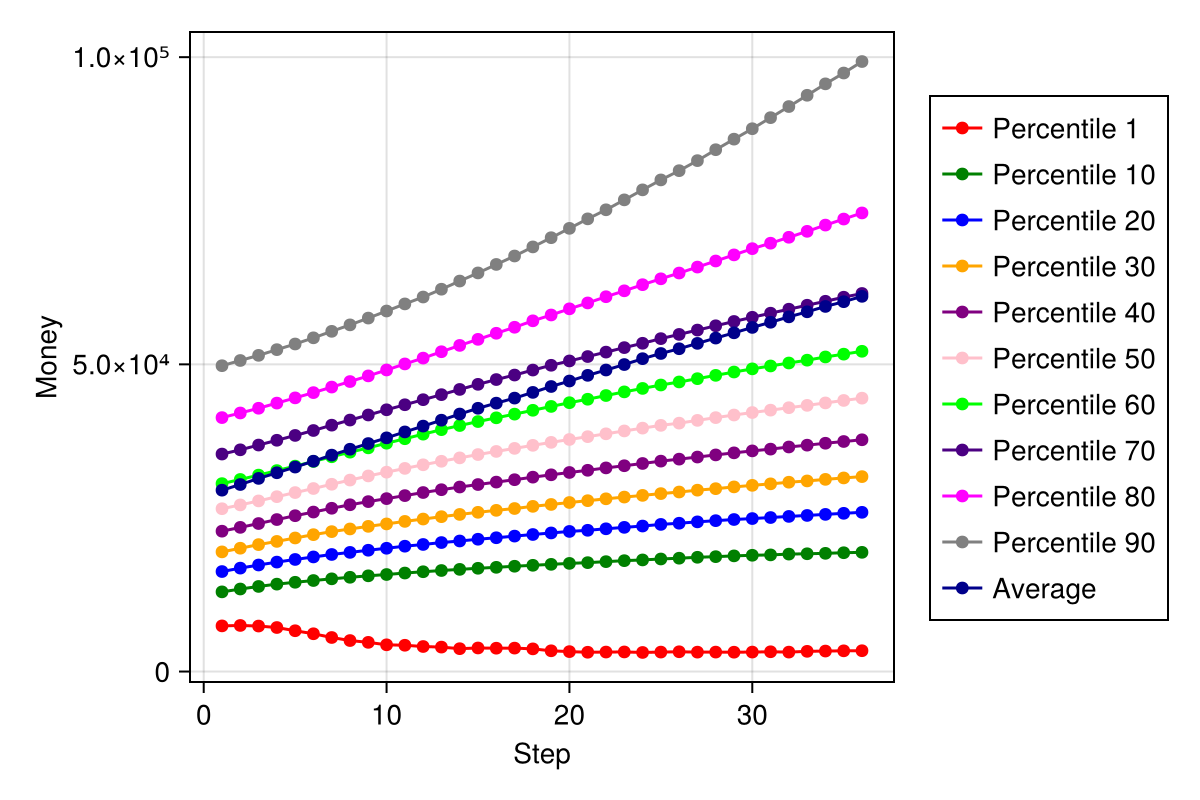 1.0×10⁵
5.0×10⁴
0
Money
0 10 20 30
Step
Percentile 1
Percentile 10
Percentile 20
Percentile 30
Percentile 40
Percentile 50
Percentile 60
Percentile 70
Percentile 80
Percentile 90
Average